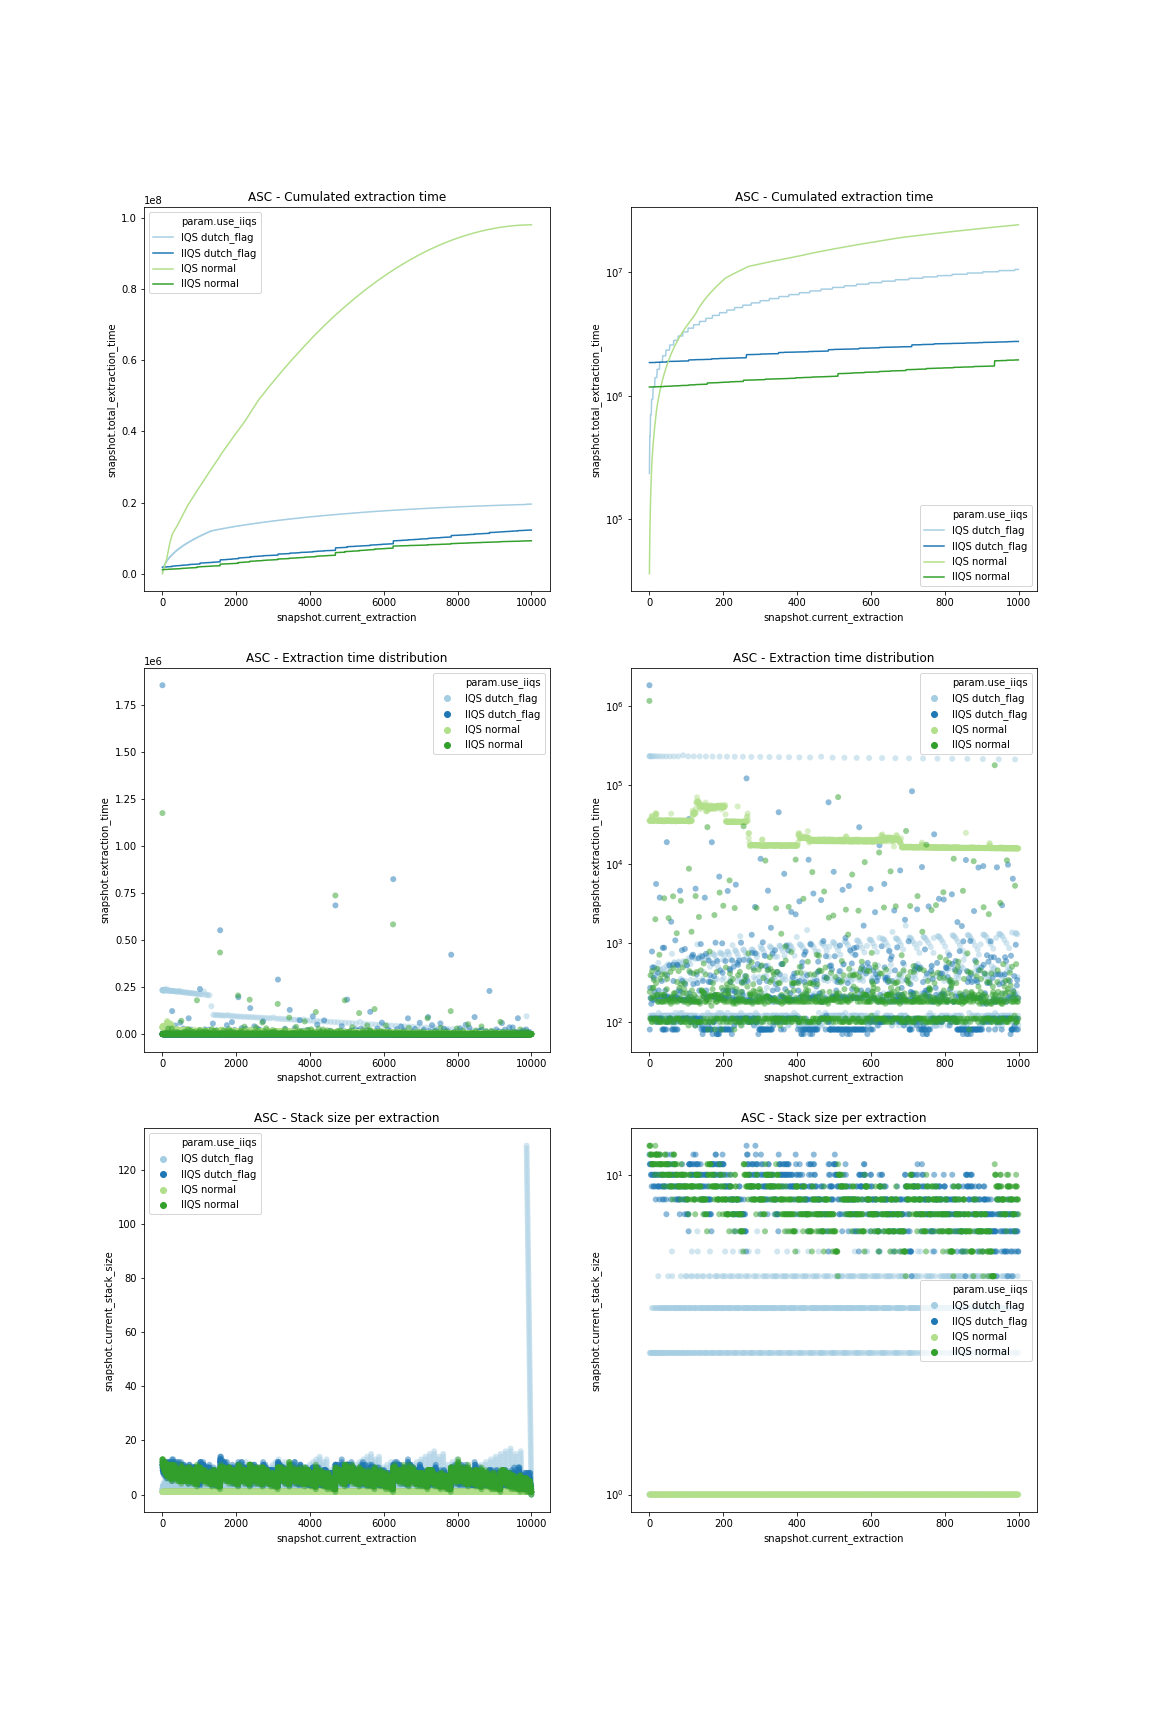 ASC - Cumulated extraction time
1e8
1.0
0.8
0.6
0.4
0.2
0.0
snapshot.total_extraction_time
param.use_iiqs
IQS dutch_flag
IIQS dutch_flag
IQS normal
IIQS normal
0 2000 4000 6000 8000 10000
snapshot.current_extraction
ASC - Cumulated extraction time
10^7
10^6
10^5
snapshot.total_extraction_time
param.use_iiqs
IQS dutch_flag
IIQS dutch_flag
IQS normal
IIQS normal
0 200 400 600 800 1000
snapshot.current_extraction
ASC - Extraction time distribution
1e6
1.75
1.50
1.25
1.00
0.75
0.50
0.25
0.00
snapshot.extraction_time
param.use_iiqs
IQS dutch_flag
IIQS dutch_flag
IQS normal
IIQS normal
0 2000 4000 6000 8000 10000
snapshot.current_extraction
ASC - Extraction time distribution
10^6
10^5
10^4
10^3
10^2
snapshot.extraction_time
param.use_iiqs
IQS dutch_flag
IIQS dutch_flag
IQS normal
IIQS normal
0 200 400 600 800 1000
snapshot.current_extraction
ASC - Stack size per extraction
120
100
80
60
40
20
0
snapshot.current_stack_size
param.use_iiqs
IQS dutch_flag
IIQS dutch_flag
IQS normal
IIQS normal
0 2000 4000 6000 8000 10000
snapshot.current_extraction
ASC - Stack size per extraction
10^1
10^0
snapshot.current_stack_size
param.use_iiqs
IQS dutch_flag
IIQS dutch_flag
IQS normal
IIQS normal
0 200 400 600 800 1000
snapshot.current_extraction